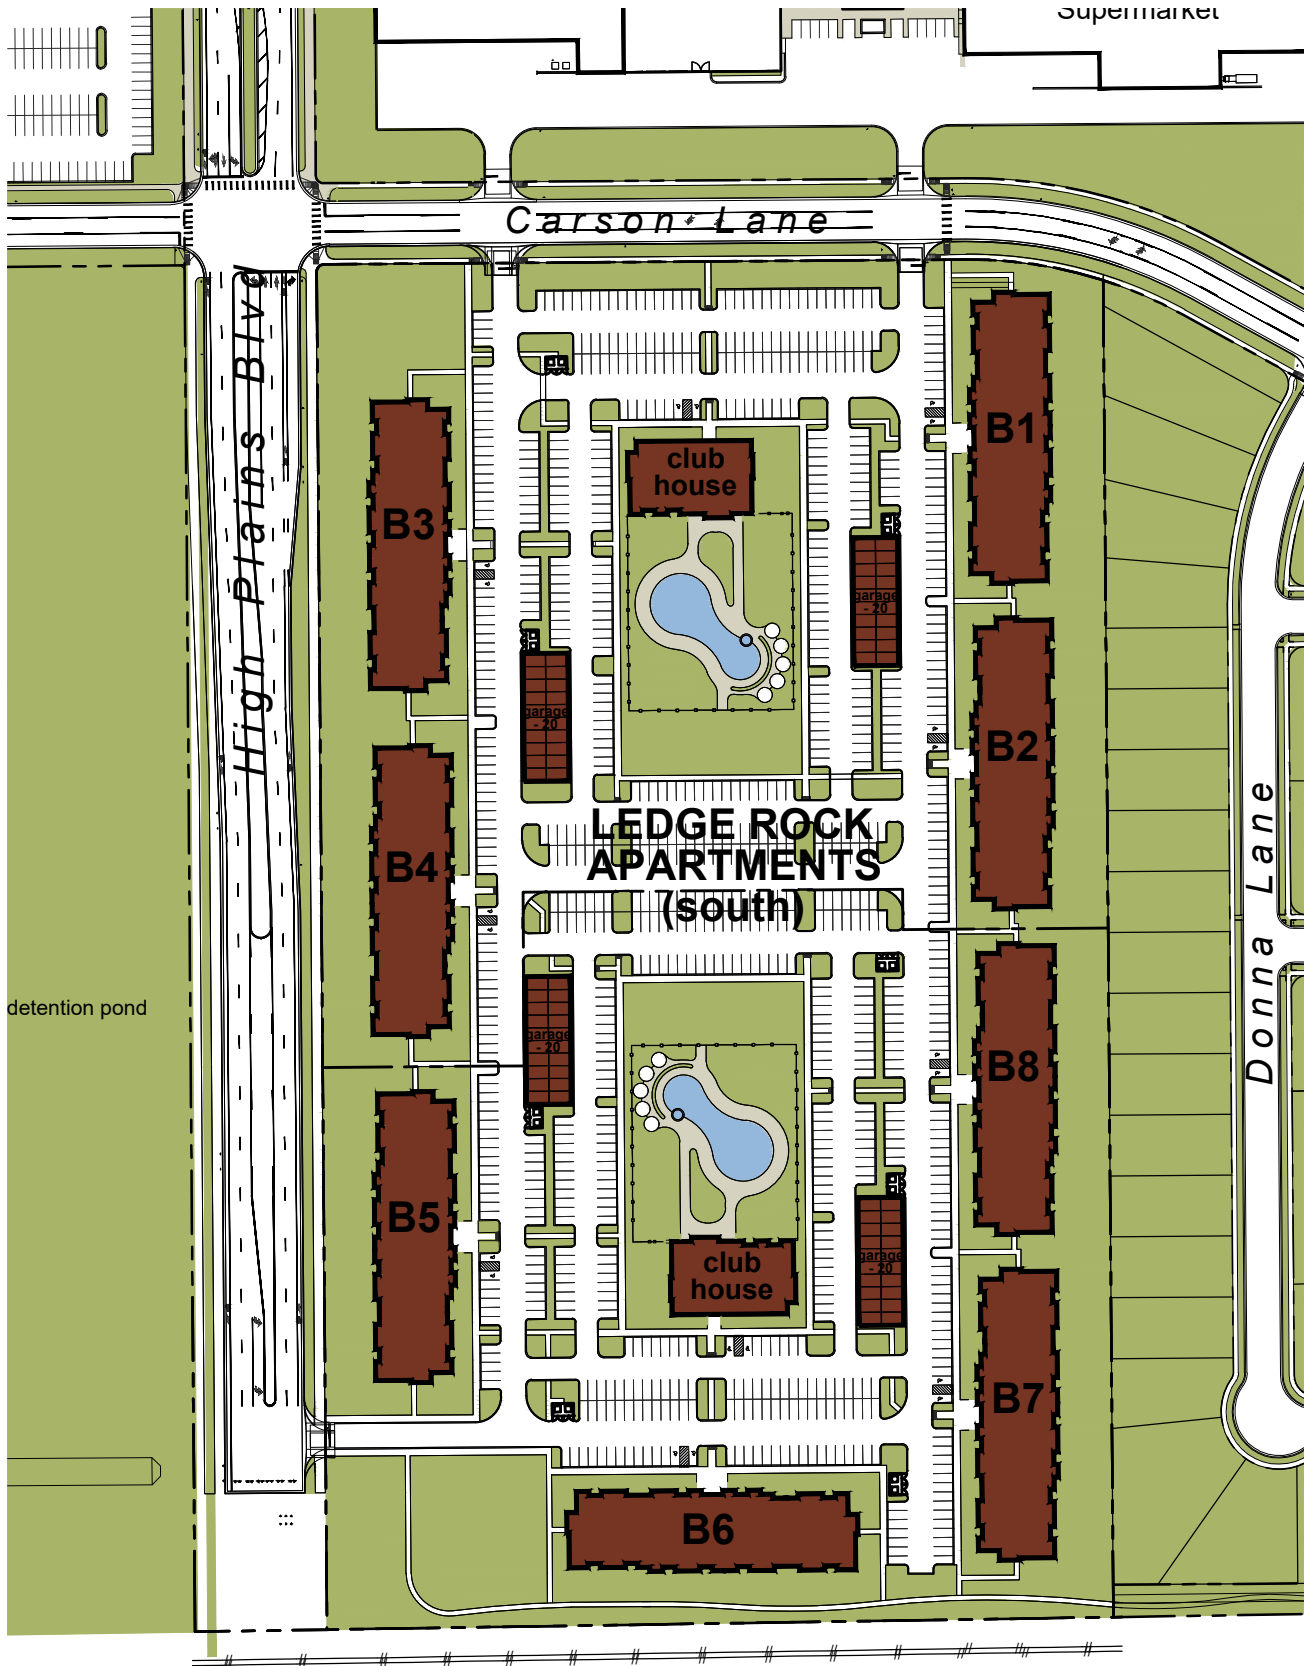 Supermarket
Carson Lane
High Plains Blvd
B1
club
house
B3
garage
- 20
B2
garage
- 20
LEDGE ROCK
APARTMENTS
(south)
B4
Donna Lane
detention pond
garage
- 20
B8
B5
garage
- 20
club
house
B7
B6